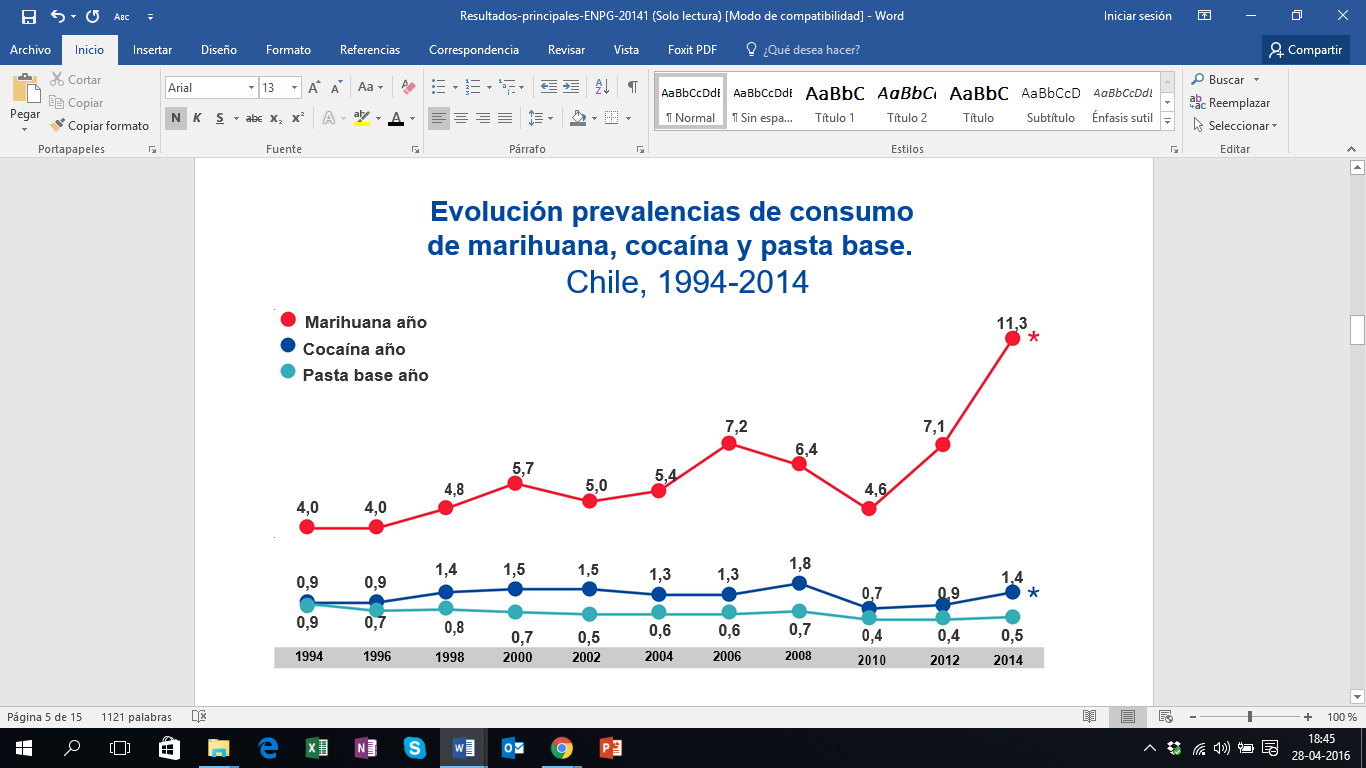 Resultados-principales-ENPG-20141 (Solo lectura) [Modo de compatibilidad] - Word
Iniciar sesión
Archivo Inicio Insertar Diseño Formato Referencias Correspondencia Revisar Vista Foxit PDF ¿Qué desea hacer? Compartir
Pegar
Cortar
Copiar
Copiar formato
Portapapeles
Arial 13
N K S abc x₂ x²
Fuente
Párrafo
AaBbCcDdE AaBbCcDdE AaBbC AaBbCc AaBbC AaBbCcD AaBbCcDdE
¶ Normal ¶ Sin espa... Título 1 Título 2 Título Subtítulo Énfasis sutil
Estilos
Buscar
Reemplazar
Seleccionar
Editar
Evolución prevalencias de consumo
de marihuana, cocaína y pasta base.
Chile, 1994-2014
Marihuana año
Cocaína año
Pasta base año
4,0 4,0 4,8 5,7 5,0 5,4 7,2 6,4 4,6 7,1 11,3 *
0,9 0,9 1,4 1,5 1,5 1,3 1,3 1,8 0,7 0,9 1,4 *
0,9 0,7 0,8 0,7 0,5 0,6 0,6 0,7 0,4 0,4 0,5
1994 1996 1998 2000 2002 2004 2006 2008 2010 2012 2014
Página 5 de 15 1121 palabras
100 %
18:45
28-04-2016